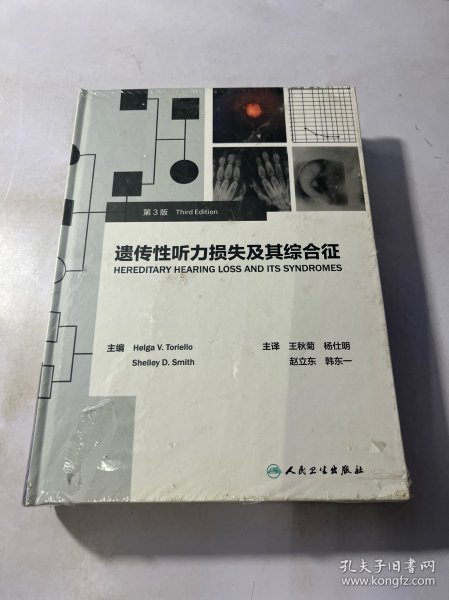 第3版 Third Edition
遗传性听力损失及其综合征
HEREDITARY HEARING LOSS AND ITS SYNDROMES
主编 Helga V. Toriello
Shelley D. Smith
主译 王秋菊 杨仕明
赵立东 韩东一
人民卫生出版社
孔夫子旧书网
www.kongfz.com